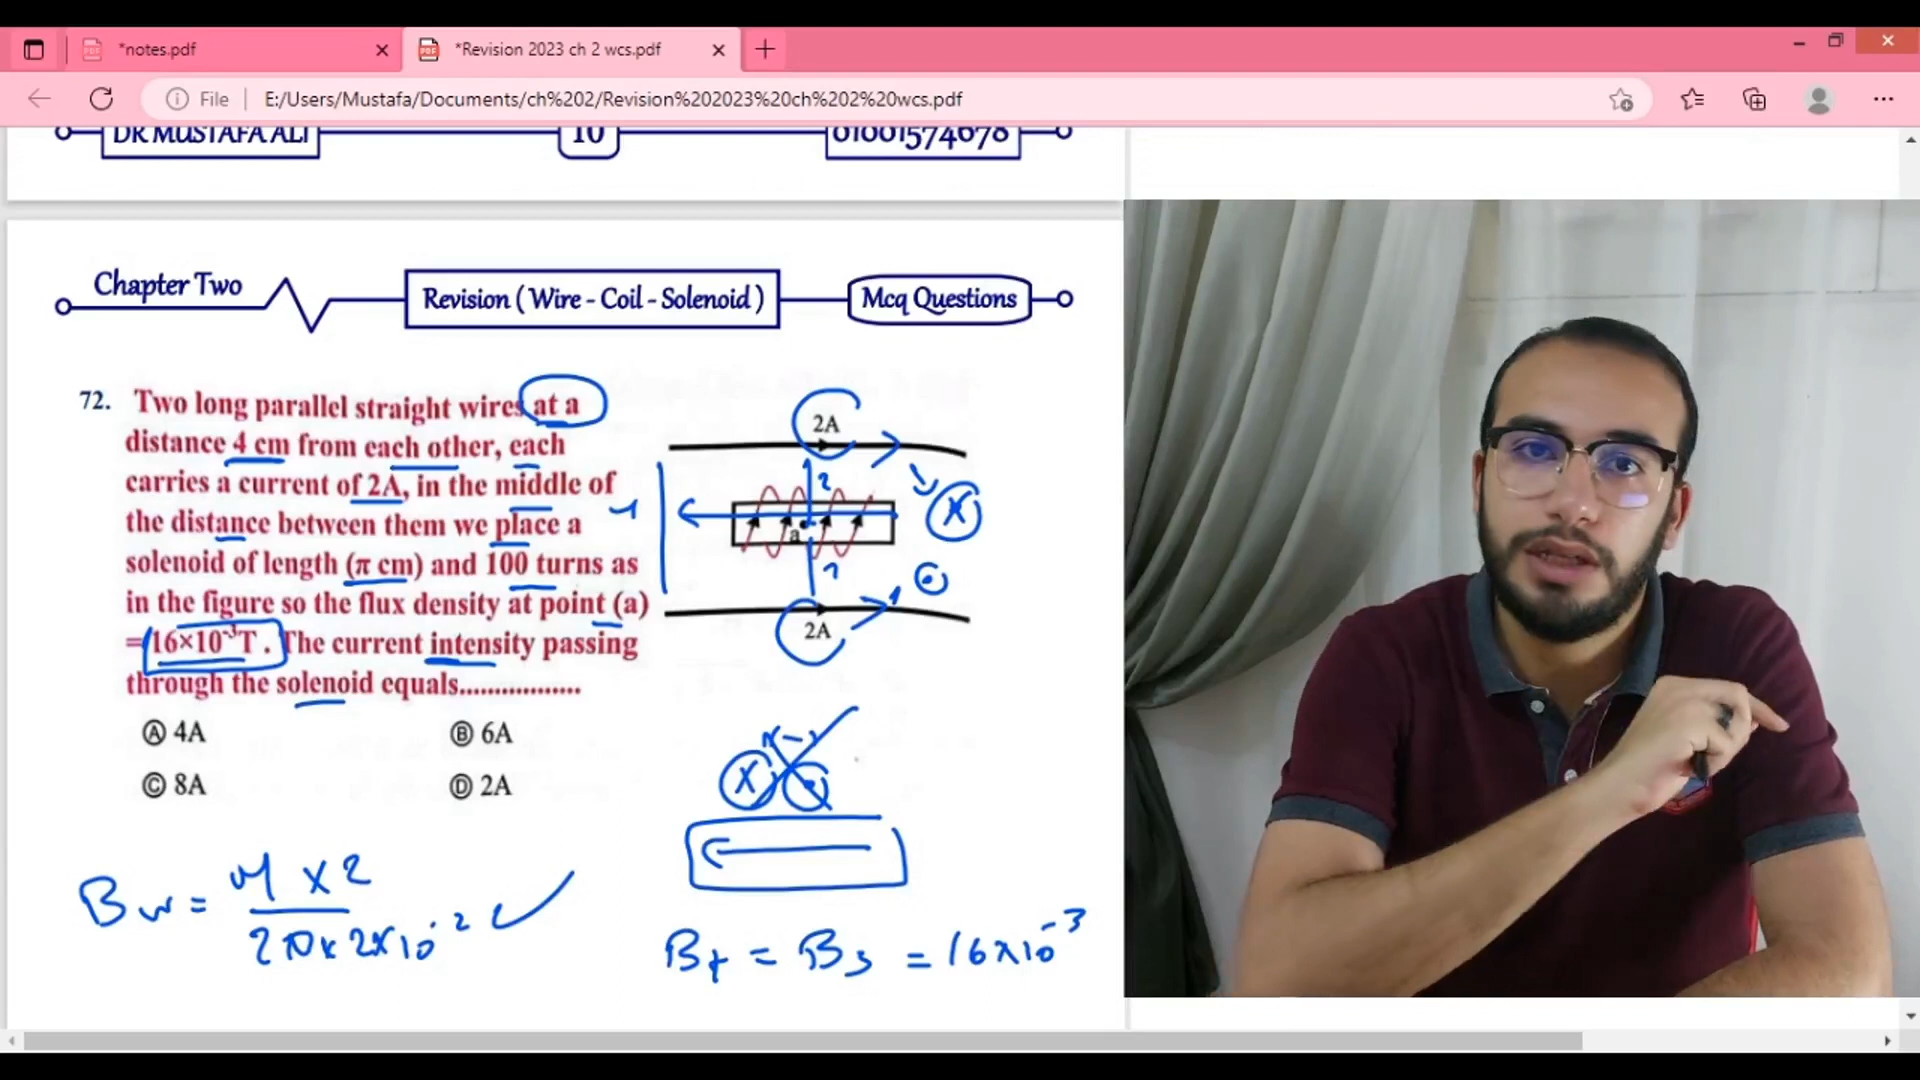 *notes.pdf
*Revision 2023 ch 2 wcs.pdf
File
E:/Users/Mustafa/Documents/ch%202/Revision%202023%20ch%202%20wcs.pdf
DR MUSTAFA ALI
10
01001574678
Chapter Two
Revision ( Wire - Coil - Solenoid )
Mcq Questions
72. Two long parallel straight wires at a
distance 4 cm from each other, each
carries a current of 2A, in the middle of
the distance between them we place a
solenoid of length (π cm) and 100 turns as
in the figure so the flux density at point (a)
= 16×10⁻³T . The current intensity passing
through the solenoid equals..................
Ⓐ 4A
Ⓑ 6A
Ⓒ 8A
Ⓓ 2A
2A
2
X
a
2A
X
Bw = M × 2
2π × 2×10⁻²
Bt = Bs = 16×10⁻³